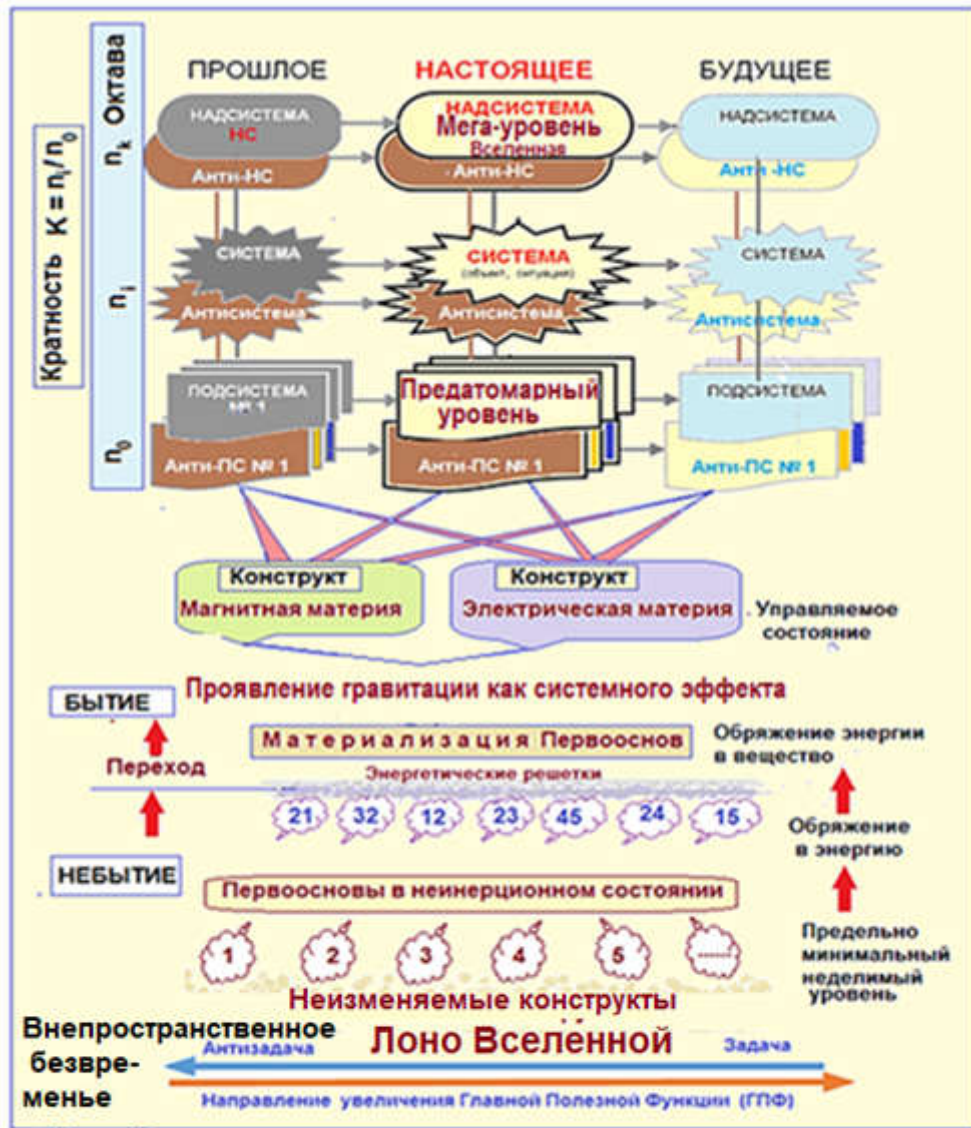 ПРОШЛОЕ НАСТОЯЩЕЕ БУДУЩЕЕ
Кратность K = nᵢ/n₀
Октава
nₖ
nᵢ
n₀
НАДСИСТЕМА
НС
Анти-НС
НАДСИСТЕМА
Мега-уровень
Вселенная
Анти-НС
НАДСИСТЕМА
Анти -НС
СИСТЕМА
Антисистема
СИСТЕМА
(объект, ситуация)
Антисистема
СИСТЕМА
Антисистема
ПОДСИСТЕМА
№ 1
Анти-ПС № 1
Предатомарный
уровень
Анти-ПС № 1
ПОДСИСТЕМА
Анти-ПС № 1
Конструкт
Магнитная материя
Конструкт
Электрическая материя
Управляемое
состояние
Проявление гравитации как системного эффекта
БЫТИЕ
Переход
Материализация Первооснов
Энергетические решетки
Обряжение энергии
в вещество
21 32 12 23 45 24 15
Обряжение
в энергию
НЕБЫТИЕ
Первоосновы в неинерционном состоянии
1 2 3 4 5 ......
Предельно
минимальный
неделимый
уровень
Неизменяемые конструкты
Внепространственное
безвре-
менье
Лоно Вселённой
Антизадача Задача
Направление увеличения Главной Полезной Функции (ГПФ)